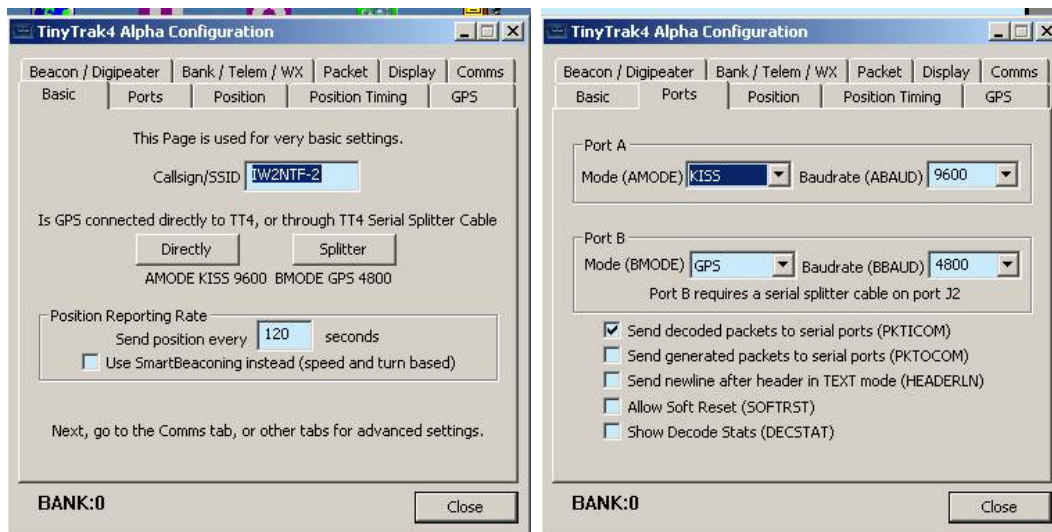 TinyTrak4 Alpha Configuration
Beacon / Digipeater Bank / Telem / WX Packet Display Comms
Basic Ports Position Position Timing GPS
This Page is used for very basic settings.
Callsign/SSID IW2NTF-2
Is GPS connected directly to TT4, or through TT4 Serial Splitter Cable
Directly Splitter
AMODE KISS 9600 BMODE GPS 4800
Position Reporting Rate
Send position every 120 seconds
Use SmartBeaconing instead (speed and turn based)
Next, go to the Comms tab, or other tabs for advanced settings.
BANK:0 Close
TinyTrak4 Alpha Configuration
Beacon / Digipeater Bank / Telem / WX Packet Display Comms
Basic Ports Position Position Timing GPS
Port A
Mode (AMODE) KISS Baudrate (ABAUD) 9600
Port B
Mode (BMODE) GPS Baudrate (BBAUD) 4800
Port B requires a serial splitter cable on port J2
Send decoded packets to serial ports (PKTICOM)
Send generated packets to serial ports (PKTOCOM)
Send newline after header in TEXT mode (HEADERLN)
Allow Soft Reset (SOFTRST)
Show Decode Stats (DECSTAT)
BANK:0 Close